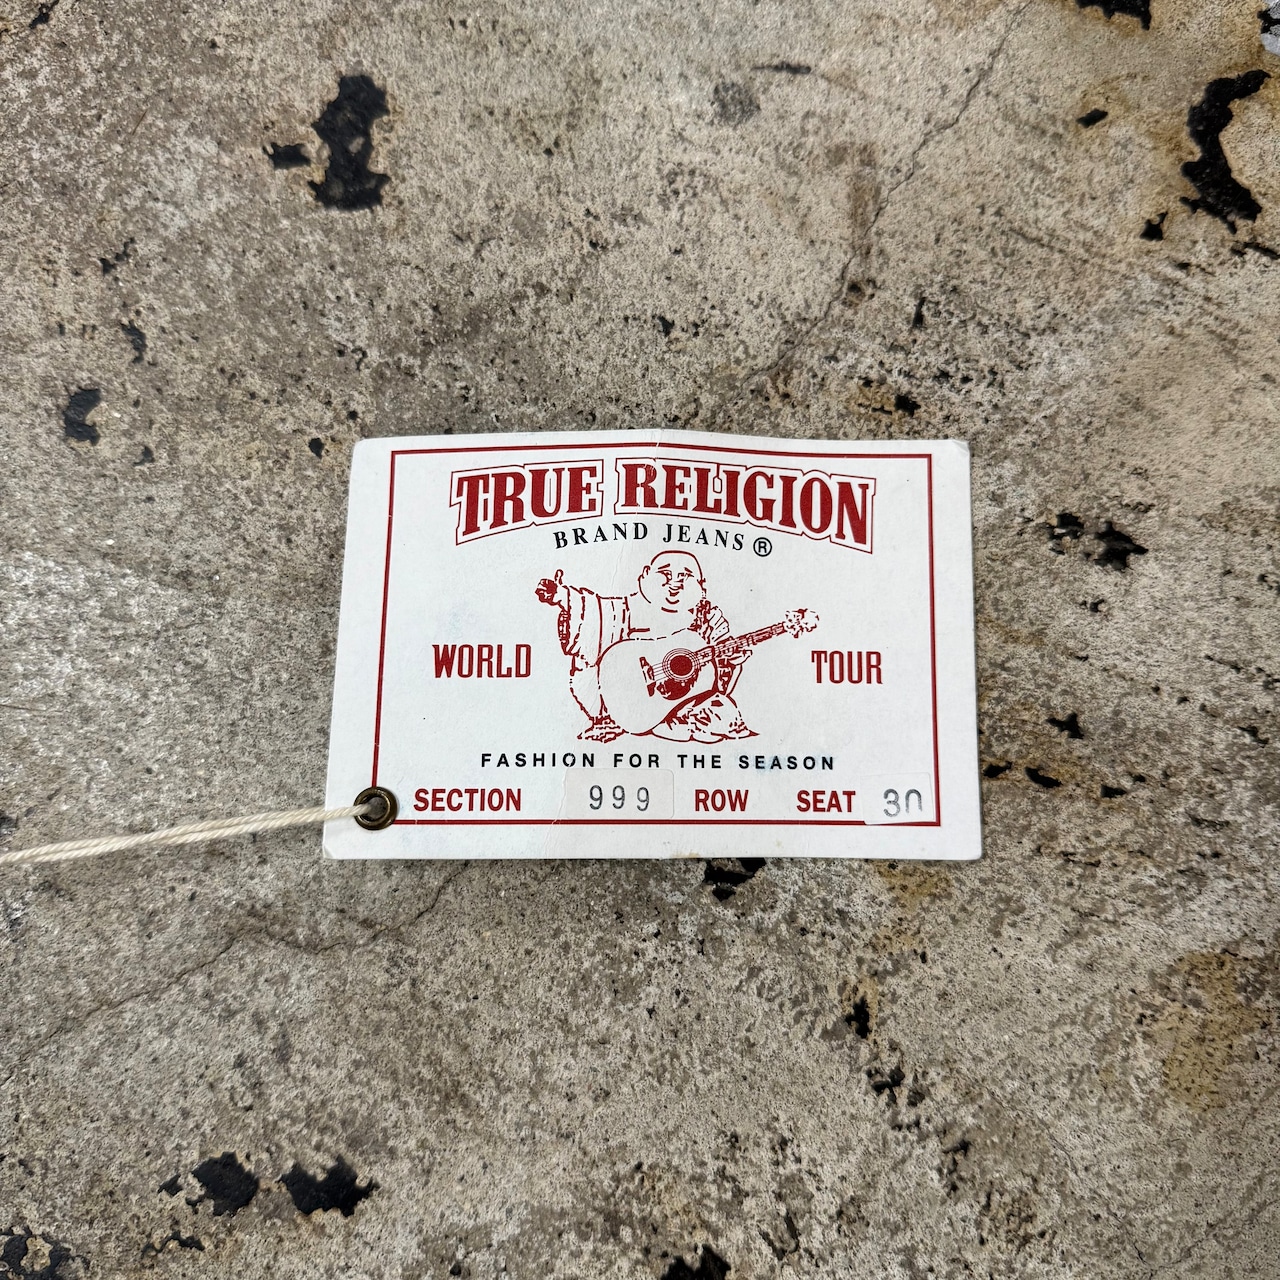 TRUE RELIGION
BRAND JEANS ®
WORLD TOUR
FASHION FOR THE SEASON
SECTION 999 ROW SEAT 30